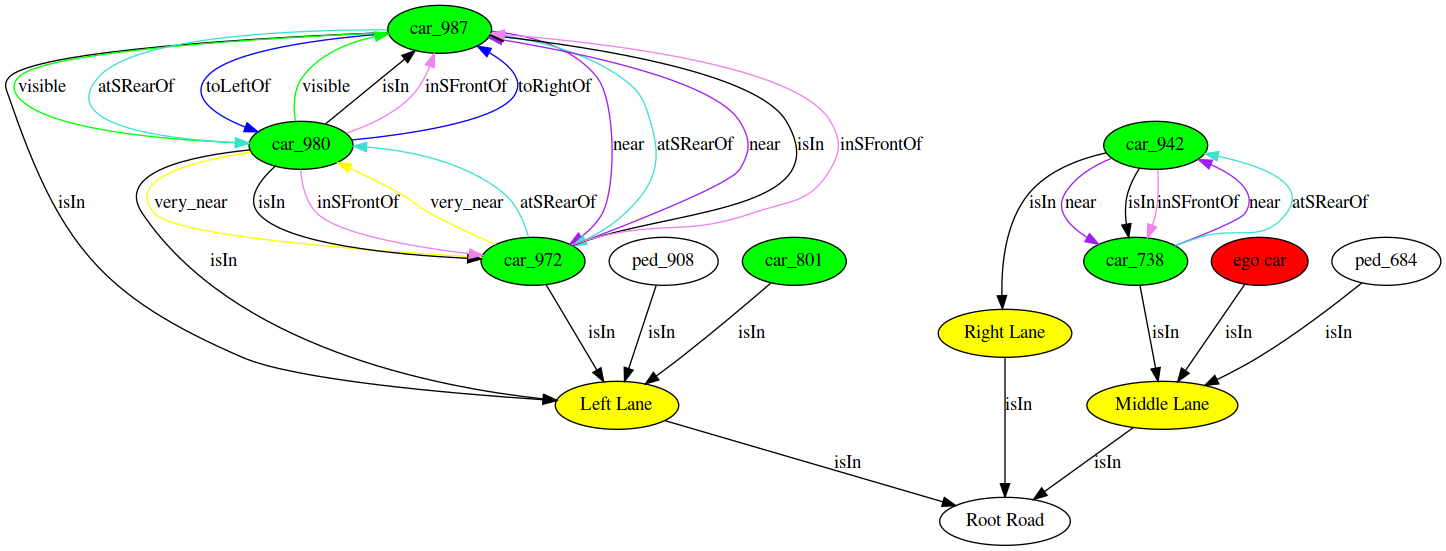 car_987
visible
atSRearOf
toLeftOf
visible
isIn
inSFrontOf
toRightOf
car_980
near
atSRearOf
near
isIn
inSFrontOf
car_942
isIn
very_near
isIn
inSFrontOf
very_near
atSRearOf
isIn
near
isIn
inSFrontOf
near
atSRearOf
isIn
car_972
ped_908
car_801
car_738
ego car
ped_684
isIn
isIn
isIn
Right Lane
isIn
isIn
isIn
Left Lane
isIn
Middle Lane
isIn
isIn
Root Road